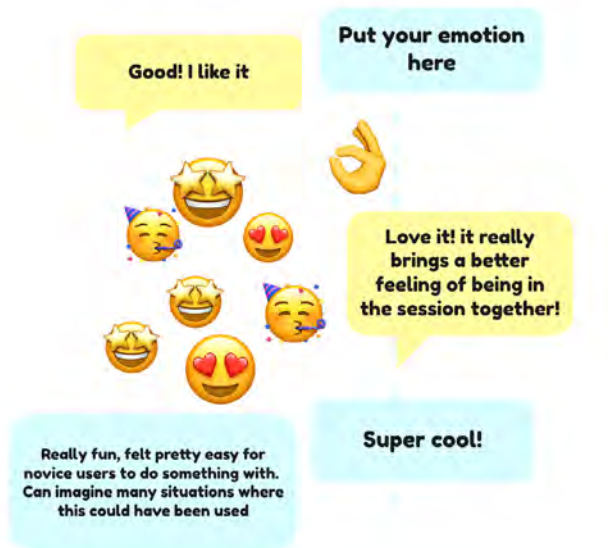 Put your emotion
here
Good! I like it
Love it! it really
brings a better
feeling of being in
the session together!
Super cool!
Really fun, felt pretty easy for
novice users to do something with.
Can imagine many situations where
this could have been used